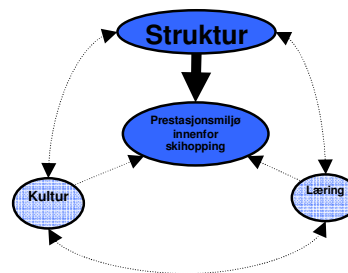 Struktur
Prestasjonsmiljø
innenfor
skihopping
Kultur
Læring